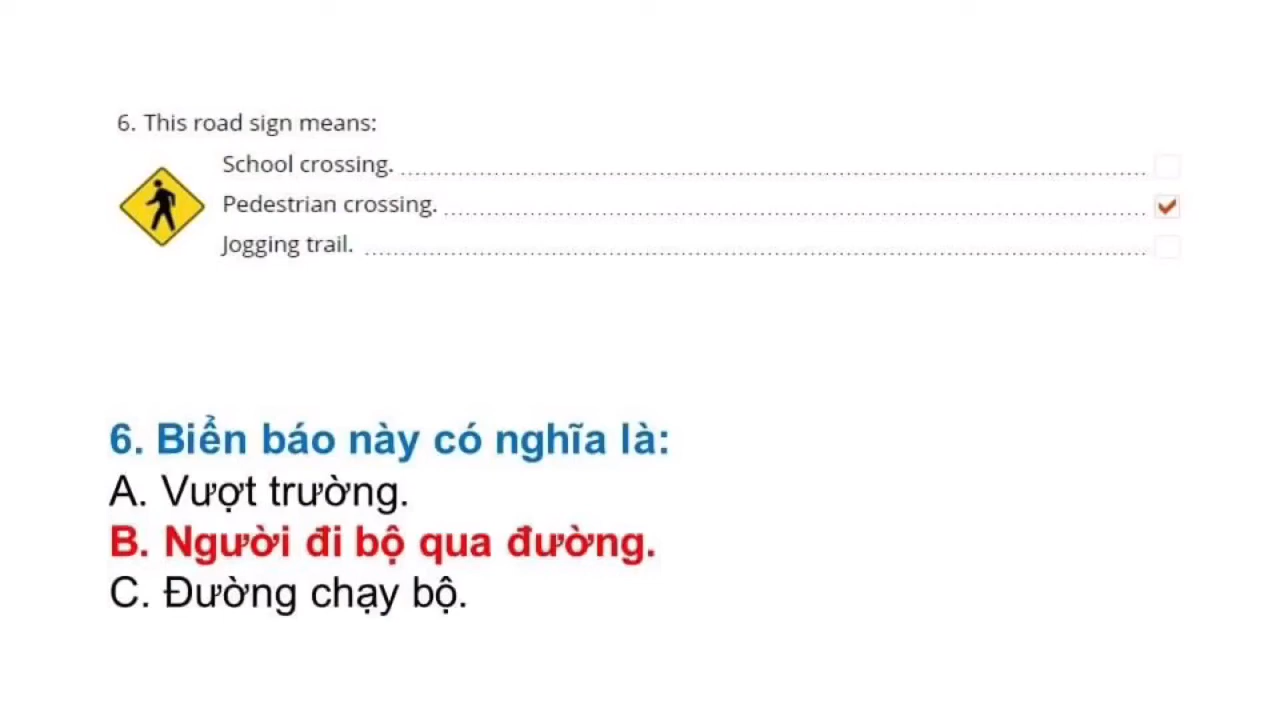 6. This road sign means:
School crossing.
Pedestrian crossing.
Jogging trail.
6. Biển báo này có nghĩa là:
A. Vượt trường.
B. Người đi bộ qua đường.
C. Đường chạy bộ.